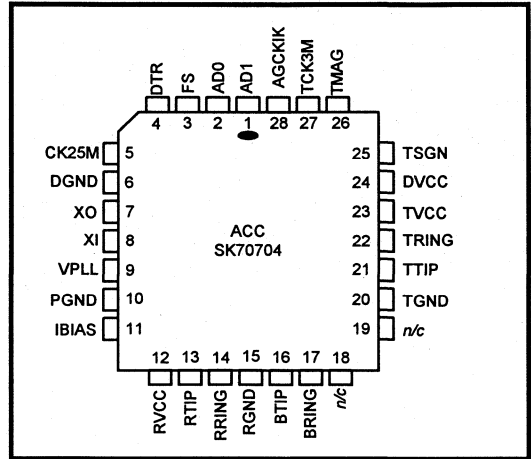 DTR
FS
AD0
AD1
AGCKIK
TCK3M
TMAG
4
3
2
1
28
27
26
CK25M 5
DGND 6
XO 7
XI 8
VPLL 9
PGND 10
IBIAS 11
ACC
SK70704
25 TSGN
24 DVCC
23 TVCC
22 TRING
21 TTIP
20 TGND
19 n/c
12
13
14
15
16
17
18
RVCC
RTIP
RRING
RGND
BTIP
BRING
n/c